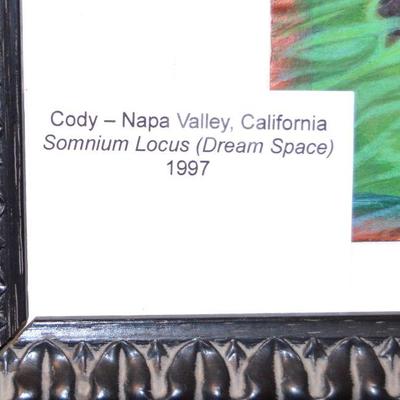 Cody – Napa Valley, California
Somnium Locus (Dream Space)
1997